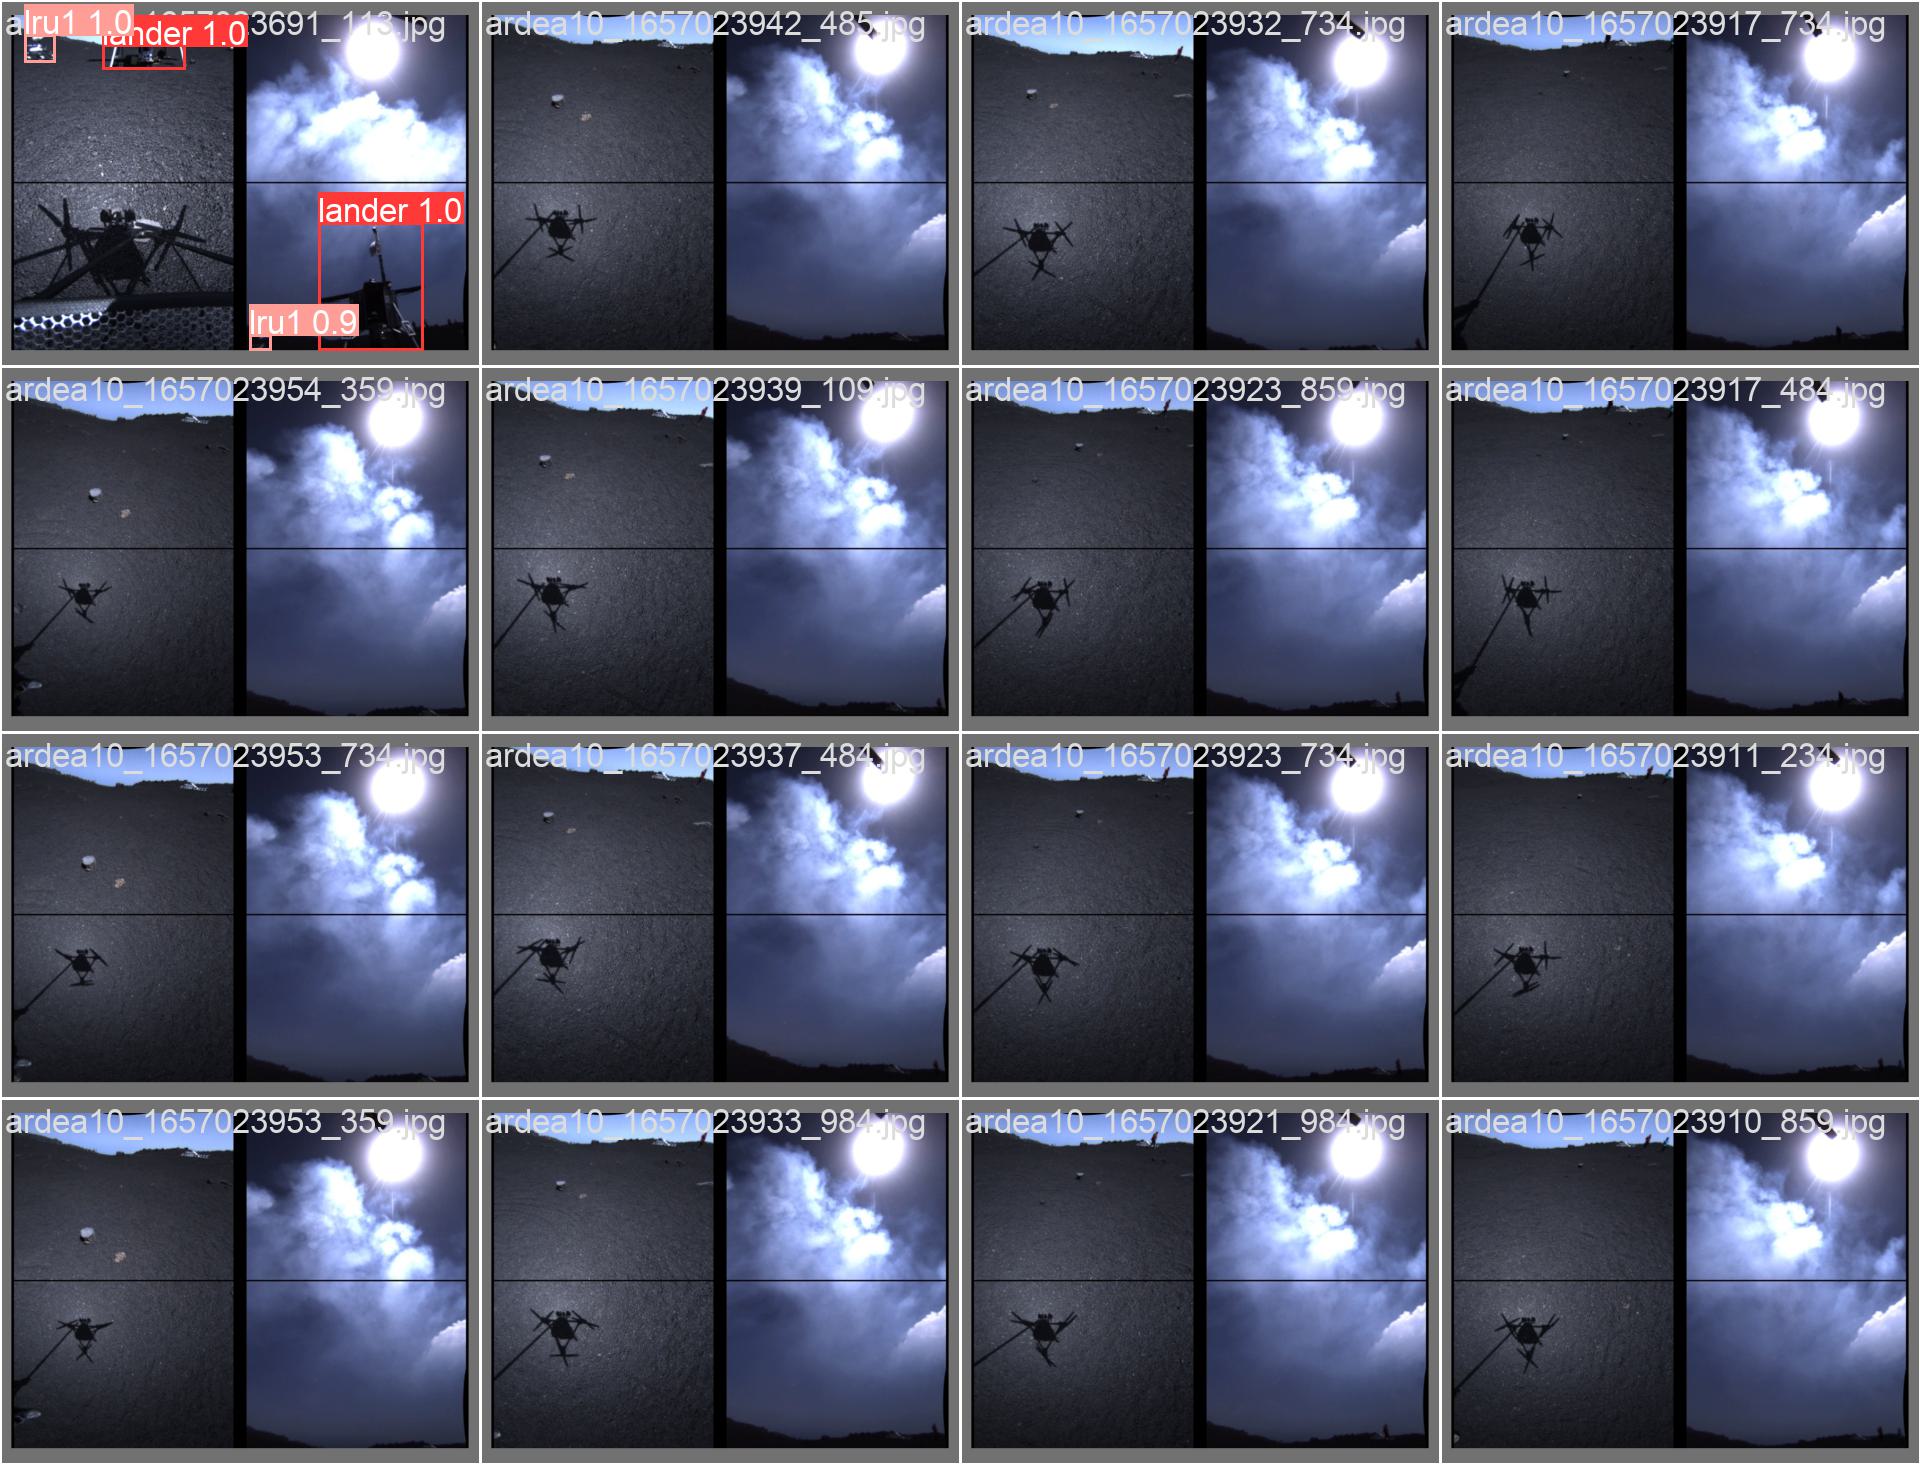 lru1 1.0
lander 1.0
3691_113.jpg
ardea10_1657023942_485.jpg
ardea10_1657023932_734.jpg
ardea10_1657023917_734.jpg
lander 1.0
lru1 0.9
ardea10_1657023954_359.jpg
ardea10_1657023939_109.jpg
ardea10_1657023923_859.jpg
ardea10_1657023917_484.jpg
ardea10_1657023953_734.jpg
ardea10_1657023937_484.jpg
ardea10_1657023923_734.jpg
ardea10_1657023911_234.jpg
ardea10_1657023953_359.jpg
ardea10_1657023933_984.jpg
ardea10_1657023921_984.jpg
ardea10_1657023910_859.jpg